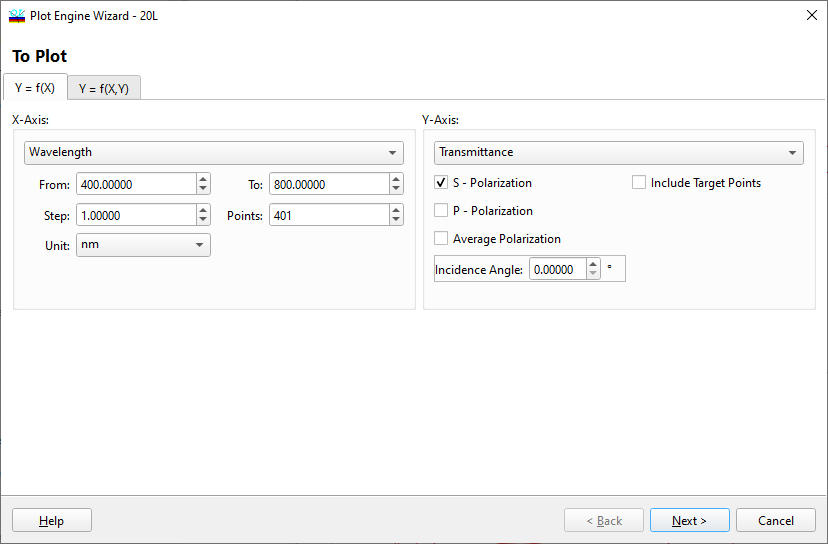 Plot Engine Wizard - 20L
To Plot
Y = f(X)
Y = f(X,Y)
X-Axis:
Wavelength
From: 400.00000
To: 800.00000
Step: 1.00000
Points: 401
Unit: nm
Y-Axis:
Transmittance
S - Polarization
Include Target Points
P - Polarization
Average Polarization
Incidence Angle: 0.00000 °
Help
< Back
Next >
Cancel